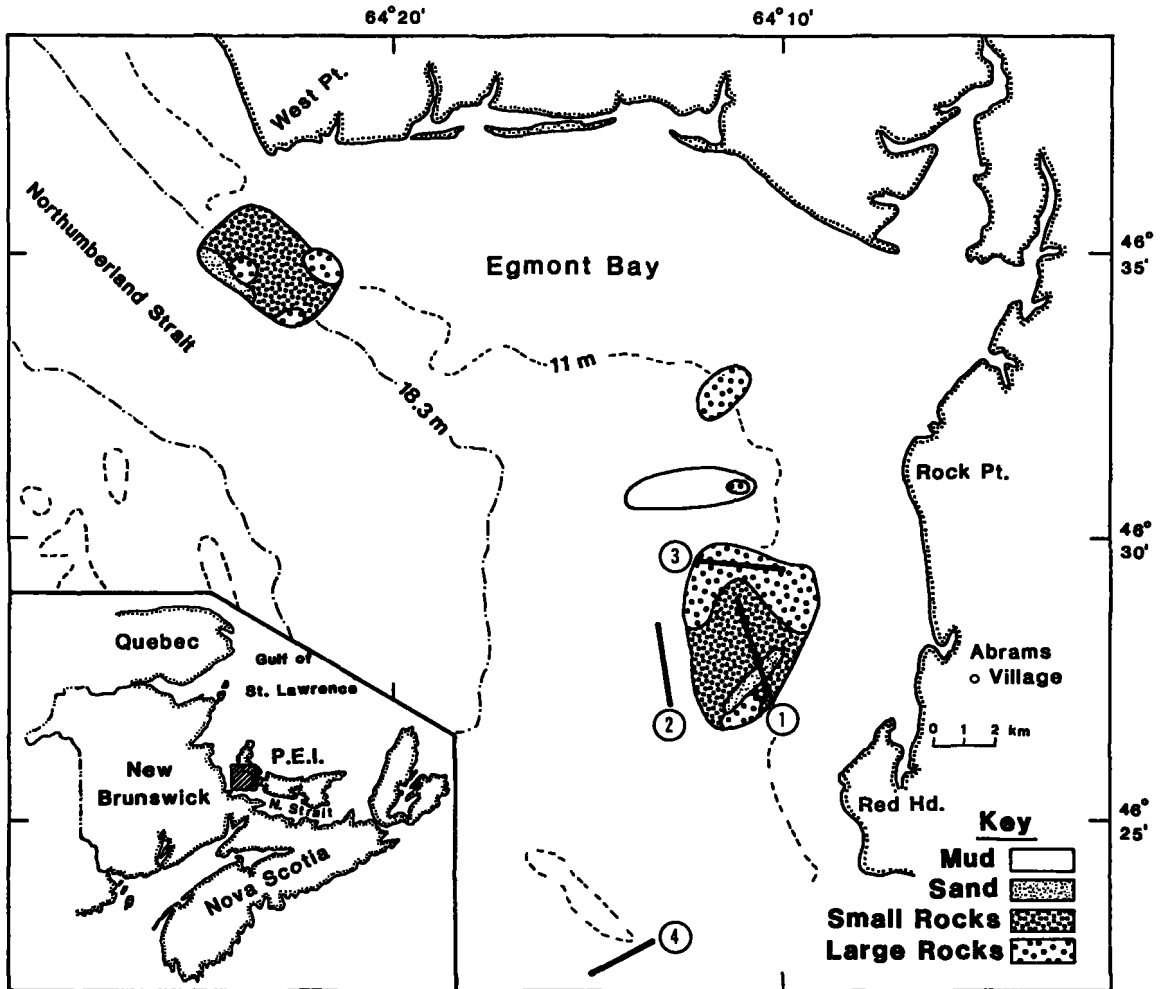 64°20'
64°10'
West Pt.
Northumberland Strait
Egmont Bay
46°
35'
11 m
18.3 m
Rock Pt.
46°
30'
3
2
1
Abrams
Village
0 1 2 km
Red Hd.
46°
25'
4
Quebec
Gulf of
St. Lawrence
P.E.I.
New
Brunswick
N. Strait
Nova Scotia
Key
Mud
Sand
Small Rocks
Large Rocks